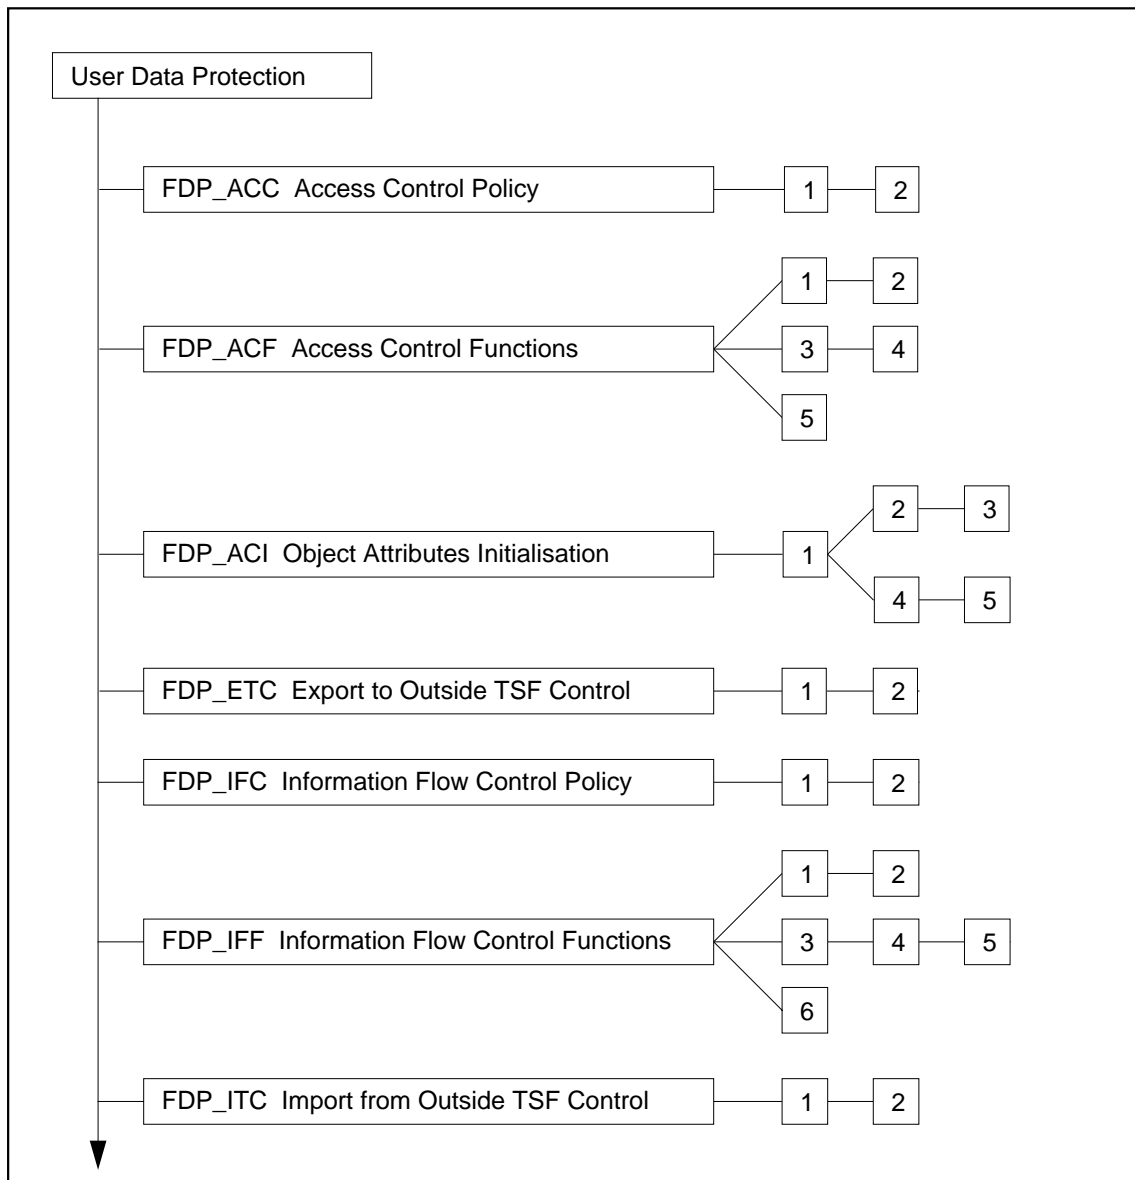 User Data Protection
FDP_ACC Access Control Policy 1 2
1 2
FDP_ACF Access Control Functions 3 4
5
2 3
FDP_ACI Object Attributes Initialisation 1
4 5
FDP_ETC Export to Outside TSF Control 1 2
FDP_IFC Information Flow Control Policy 1 2
1 2
FDP_IFF Information Flow Control Functions 3 4 5
6
FDP_ITC Import from Outside TSF Control 1 2